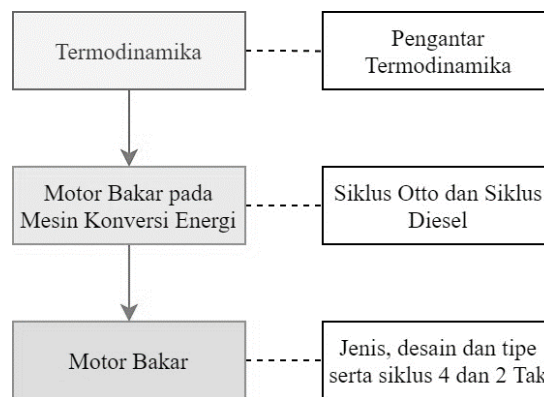 Termodinamika
Pengantar
Termodinamika
Motor Bakar pada
Mesin Konversi Energi
Siklus Otto dan Siklus
Diesel
Motor Bakar
Jenis, desain dan tipe
serta siklus 4 dan 2 Tak